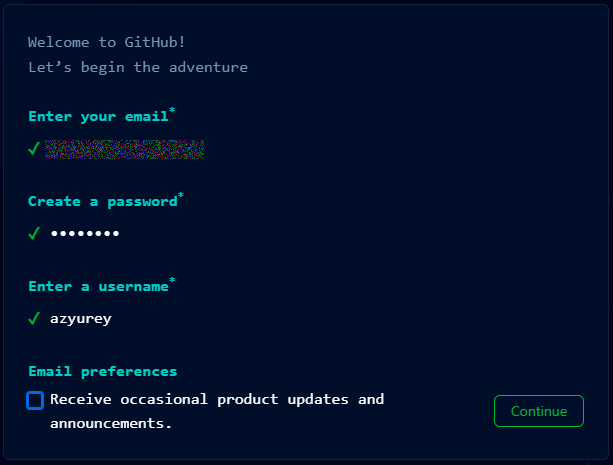 Welcome to GitHub!
Let’s begin the adventure
Enter your email*
✓
Create a password*
✓ ••••••••
Enter a username*
✓ azyurey
Email preferences
Receive occasional product updates and
announcements.
Continue